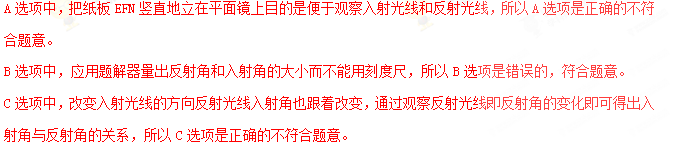 A选项中，把纸板EFN竖直地立在平面镜上目的是便于观察入射光线和反射光线，所以A选项是正确的不符
合题意。
B选项中，应用题解器量出反射角和入射角的大小而不能用刻度尺，所以B选项是错误的，符合题意。
C选项中，改变入射光线的方向反射光线入射角也跟着改变，通过观察反射光线即反射角的变化即可得出入
射角与反射角的关系，所以C选项是正确的不符合题意。